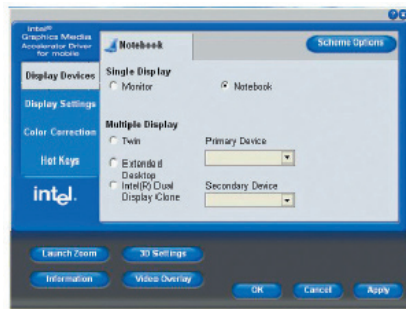 Intel®
Graphics Media
Accelerator Driver
for mobile
Notebook
Scheme Options
Display Devices
Single Display
Monitor
Notebook
Display Settings
Color Correction
Multiple Display
Twin
Primary Device
Hot Keys
Extended
Desktop
Intel(R) Dual
Display Clone
Secondary Device
intel.
Launch Zoom
3D Settings
Information
Video Overlay
OK
Cancel
Apply